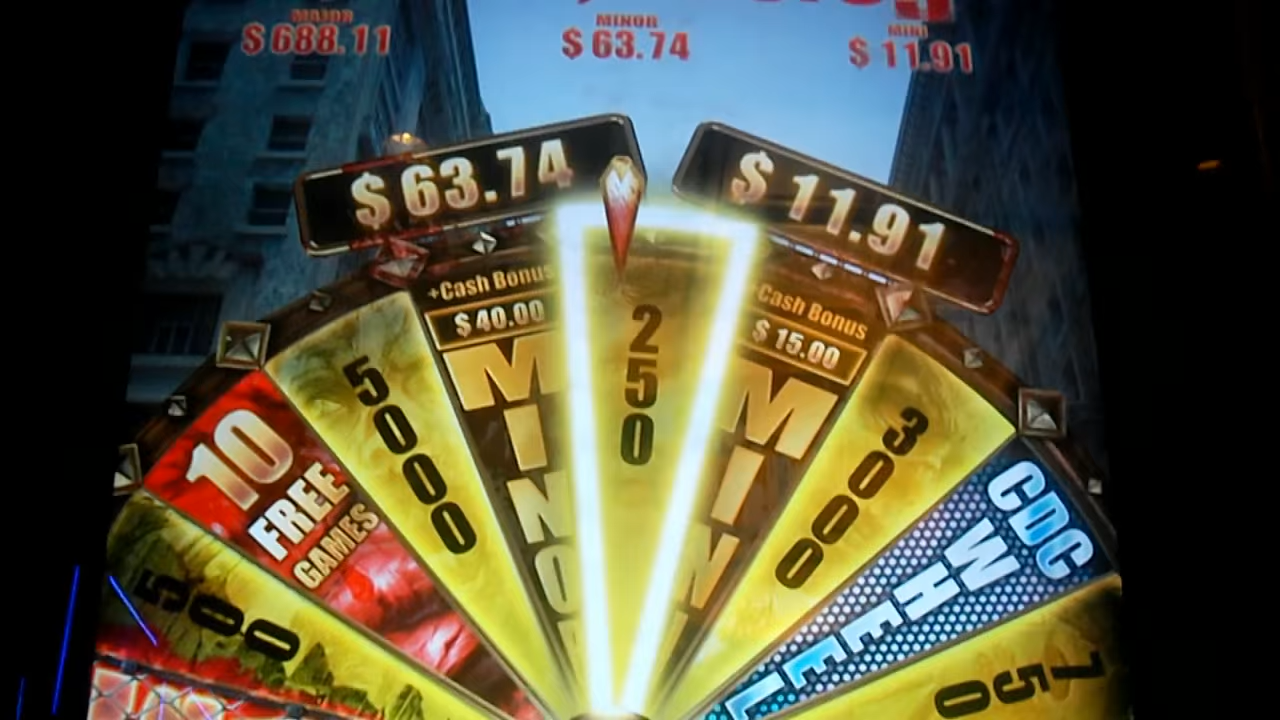 MAJOR
$688.11
MINOR
$63.74
MINI
$11.91
$63.74
$11.91
+Cash Bonus
$40.00
MINO
+Cash Bonus
$15.00
MINI
250
5000
3000
10
FREE
GAMES
CDC
WHEEL
500
750